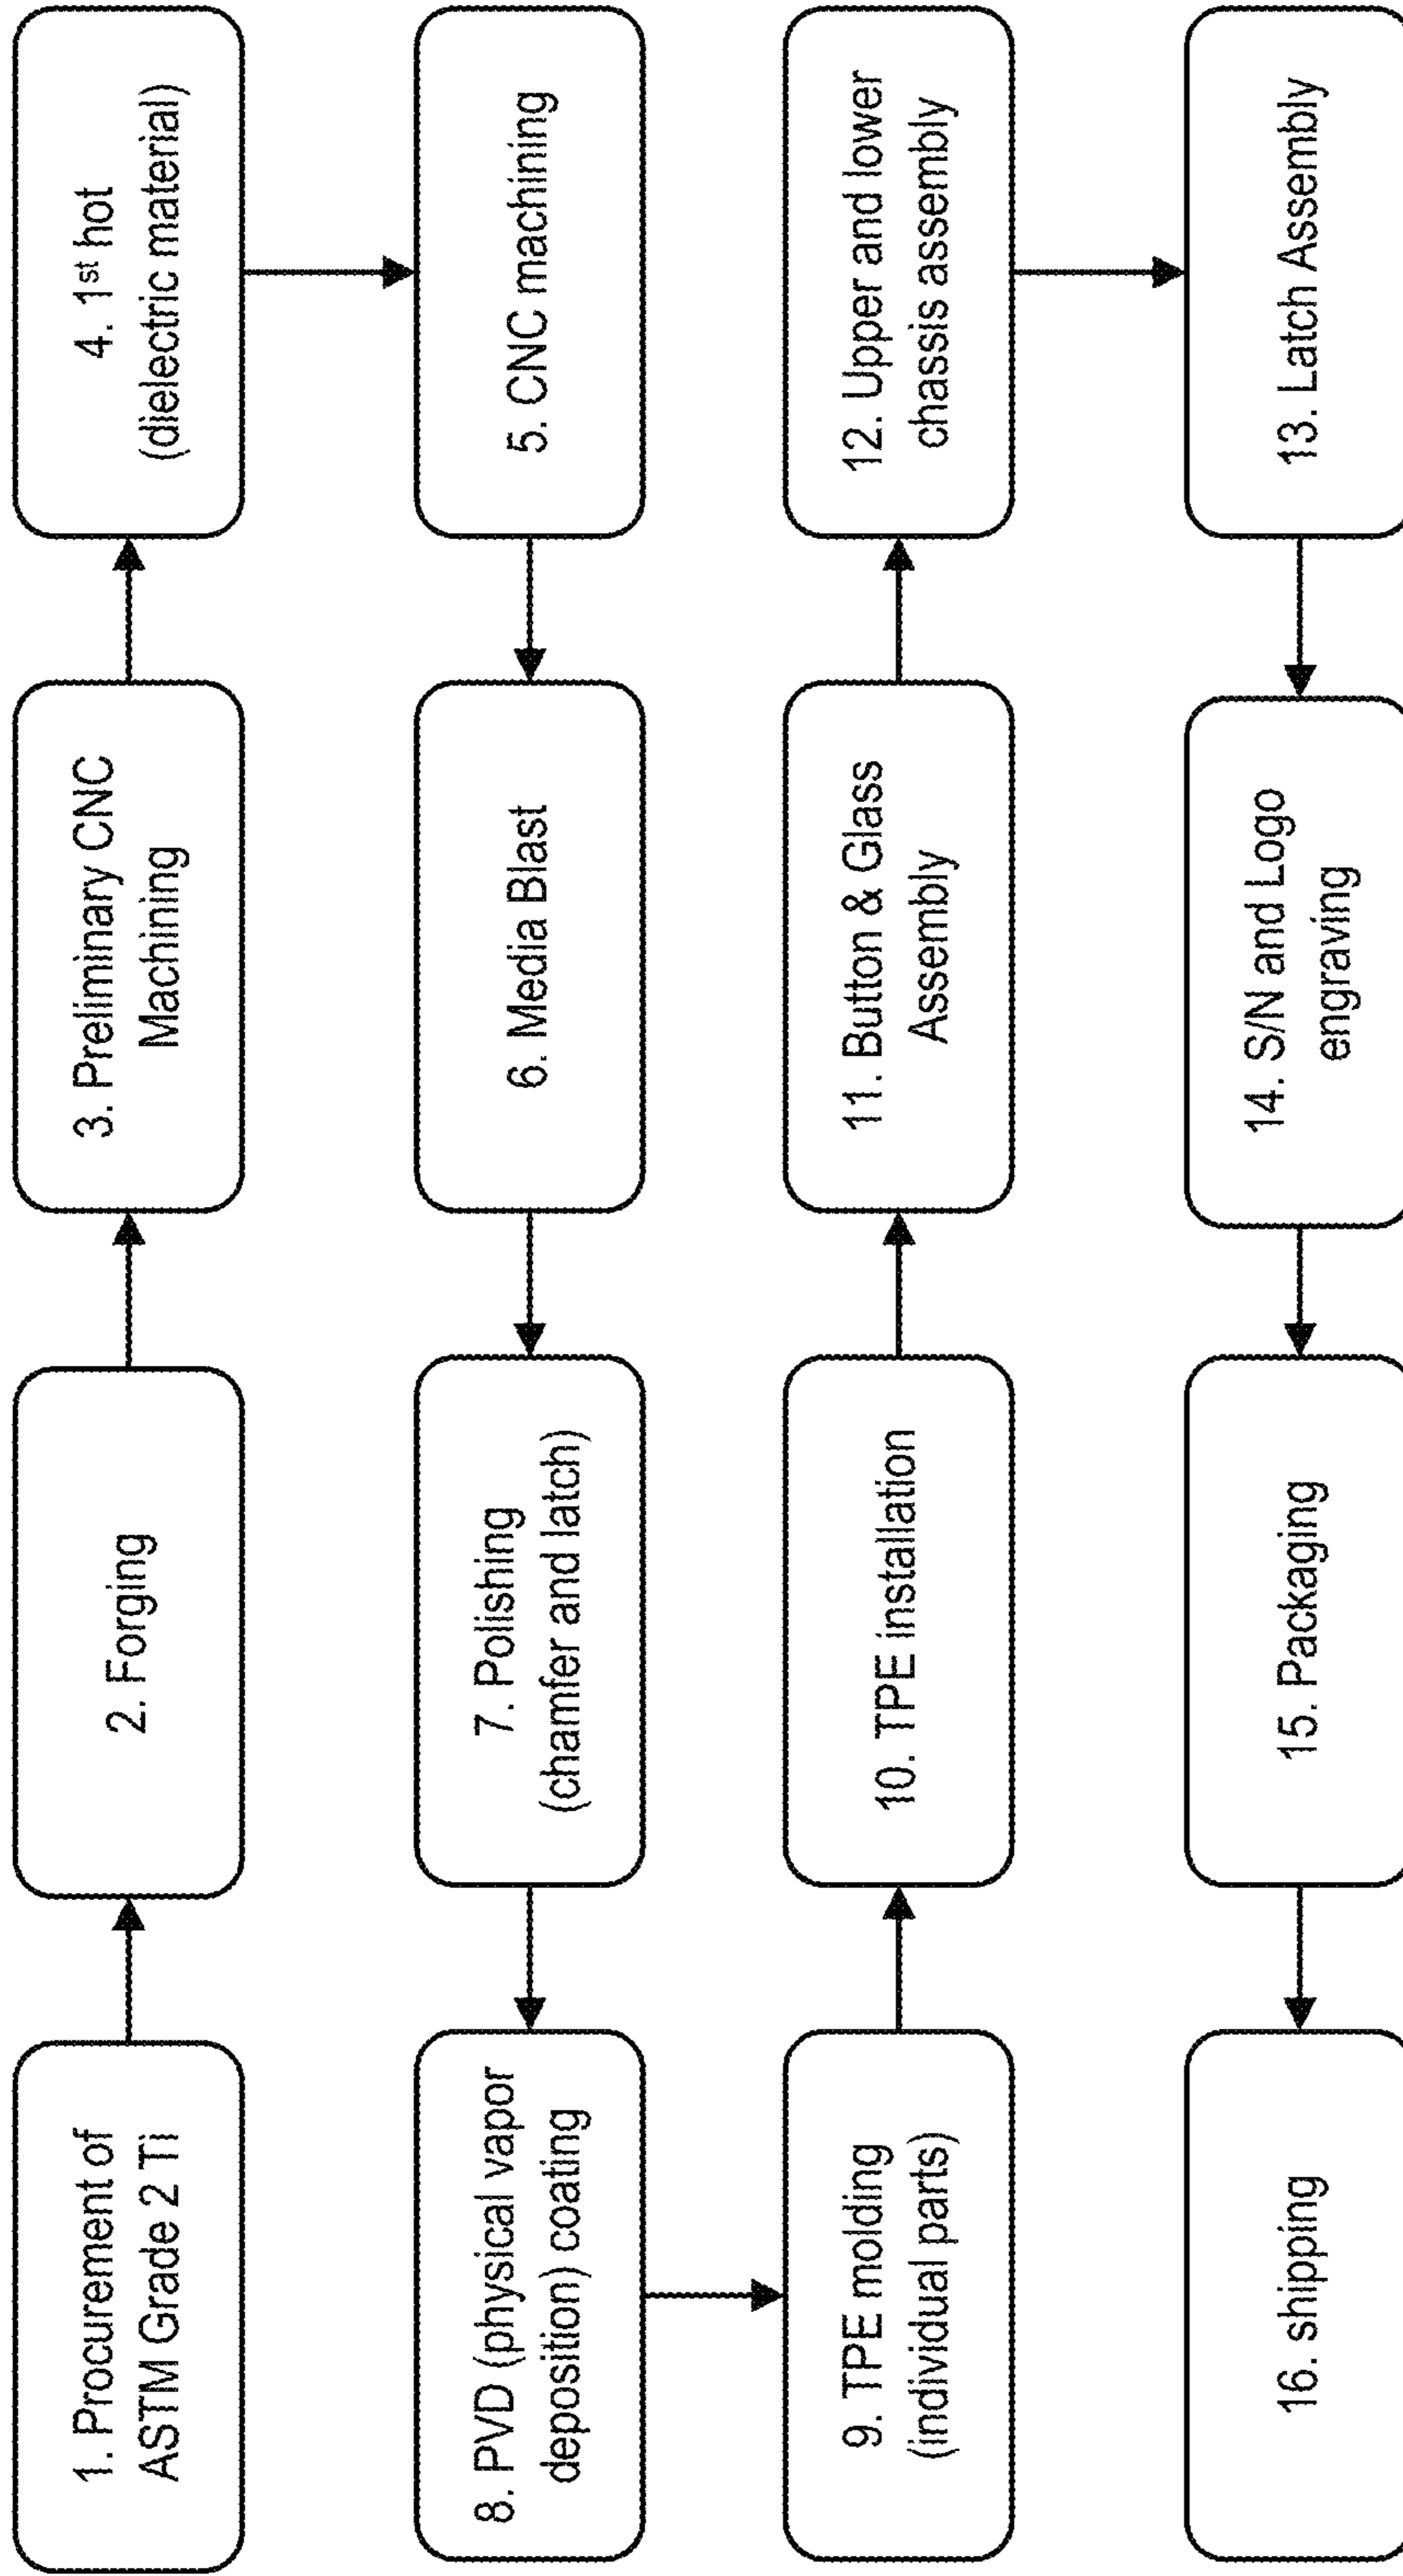 1. Procurement of
ASTM Grade 2 Ti
2. Forging
3. Preliminary CNC
Machining
4. 1st hot
(dielectric material)
5. CNC machining
6. Media Blast
7. Polishing
(chamfer and latch)
8. PVD (physical vapor
deposition) coating
9. TPE molding
(individual parts)
10. TPE installation
11. Button & Glass
Assembly
12. Upper and lower
chassis assembly
13. Latch Assembly
14. S/N and Logo
engraving
15. Packaging
16. shipping